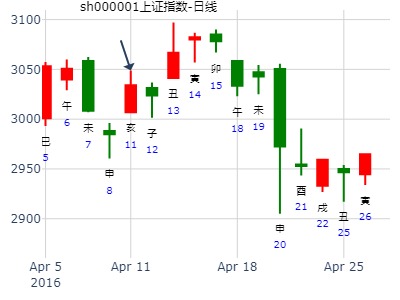 sh000001上证指数-日线
3100
3050
3000
2950
2900
巳
5
午
6
未
7
申
8
亥
11
子
12
丑
13
寅
14
卯
15
午
18
未
19
申
20
酉
21
戌
22
丑
25
寅
26
Apr 5
2016
Apr 11
Apr 18
Apr 25